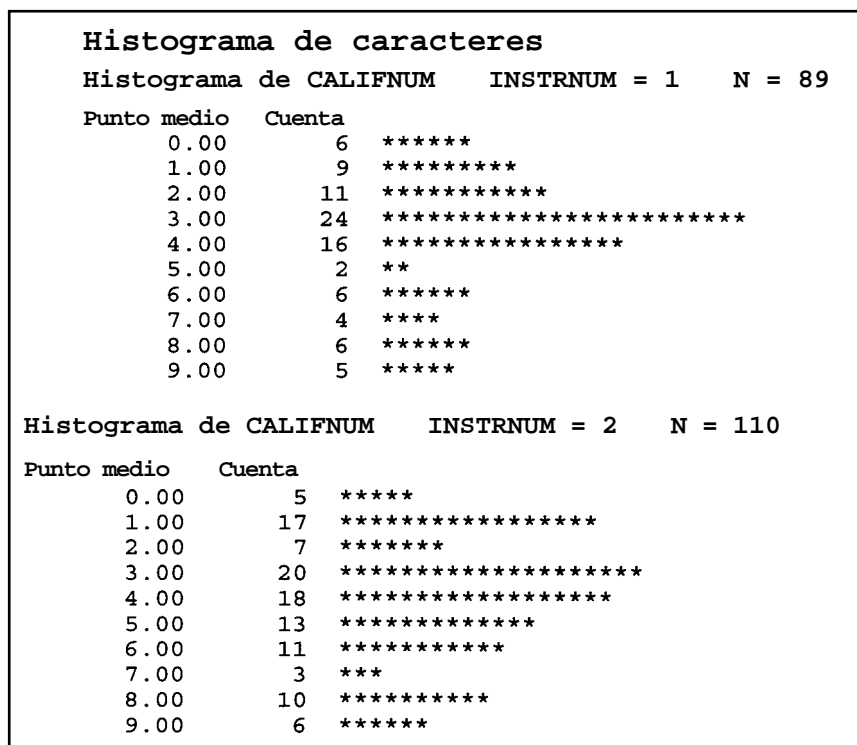 Histograma de caracteres
Histograma de CALIFNUM INSTRNUM = 1 N = 89
Punto medio Cuenta
0.00 6 ******
1.00 9 *********
2.00 11 ***********
3.00 24 ************************
4.00 16 ****************
5.00 2 **
6.00 6 ******
7.00 4 ****
8.00 6 ******
9.00 5 *****
Histograma de CALIFNUM INSTRNUM = 2 N = 110
Punto medio Cuenta
0.00 5 *****
1.00 17 *****************
2.00 7 *******
3.00 20 ********************
4.00 18 ******************
5.00 13 *************
6.00 11 ***********
7.00 3 ***
8.00 10 **********
9.00 6 ******